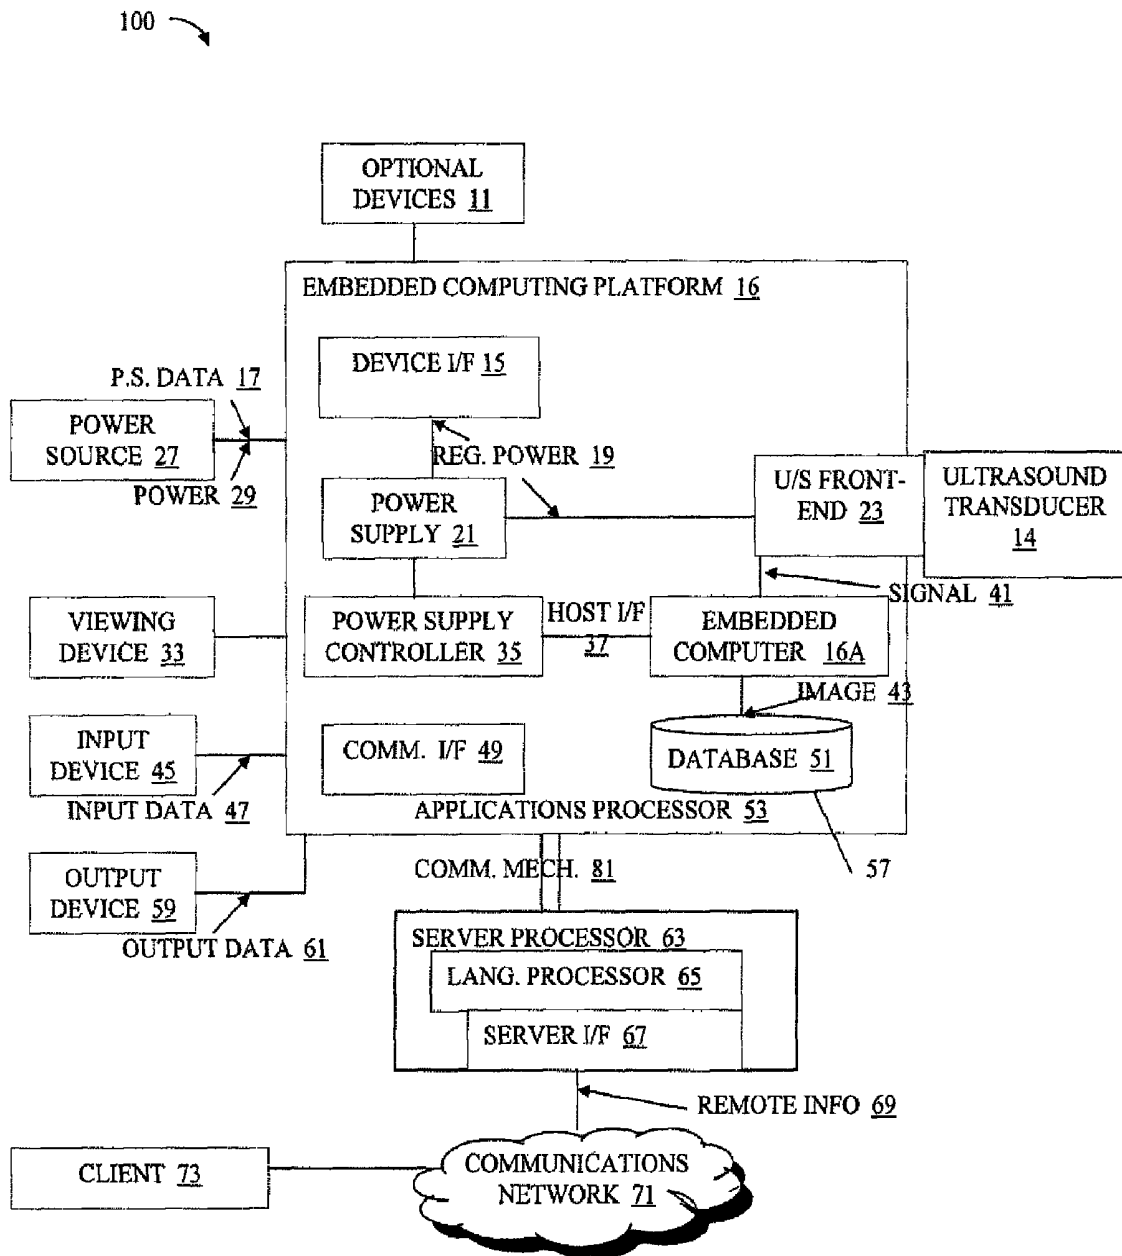 100
OPTIONAL
DEVICES 11
EMBEDDED COMPUTING PLATFORM 16
DEVICE I/F 15
P.S. DATA 17
POWER
SOURCE 27
POWER 29
REG. POWER 19
POWER
SUPPLY 21
U/S FRONT-
END 23
ULTRASOUND
TRANSDUCER
14
SIGNAL 41
VIEWING
DEVICE 33
POWER SUPPLY
CONTROLLER 35
HOST I/F
37
EMBEDDED
COMPUTER 16A
IMAGE 43
INPUT
DEVICE 45
INPUT DATA 47
COMM. I/F 49
DATABASE 51
APPLICATIONS PROCESSOR 53
57
OUTPUT
DEVICE 59
OUTPUT DATA 61
COMM. MECH. 81
SERVER PROCESSOR 63
LANG. PROCESSOR 65
SERVER I/F 67
REMOTE INFO 69
CLIENT 73
COMMUNICATIONS
NETWORK 71